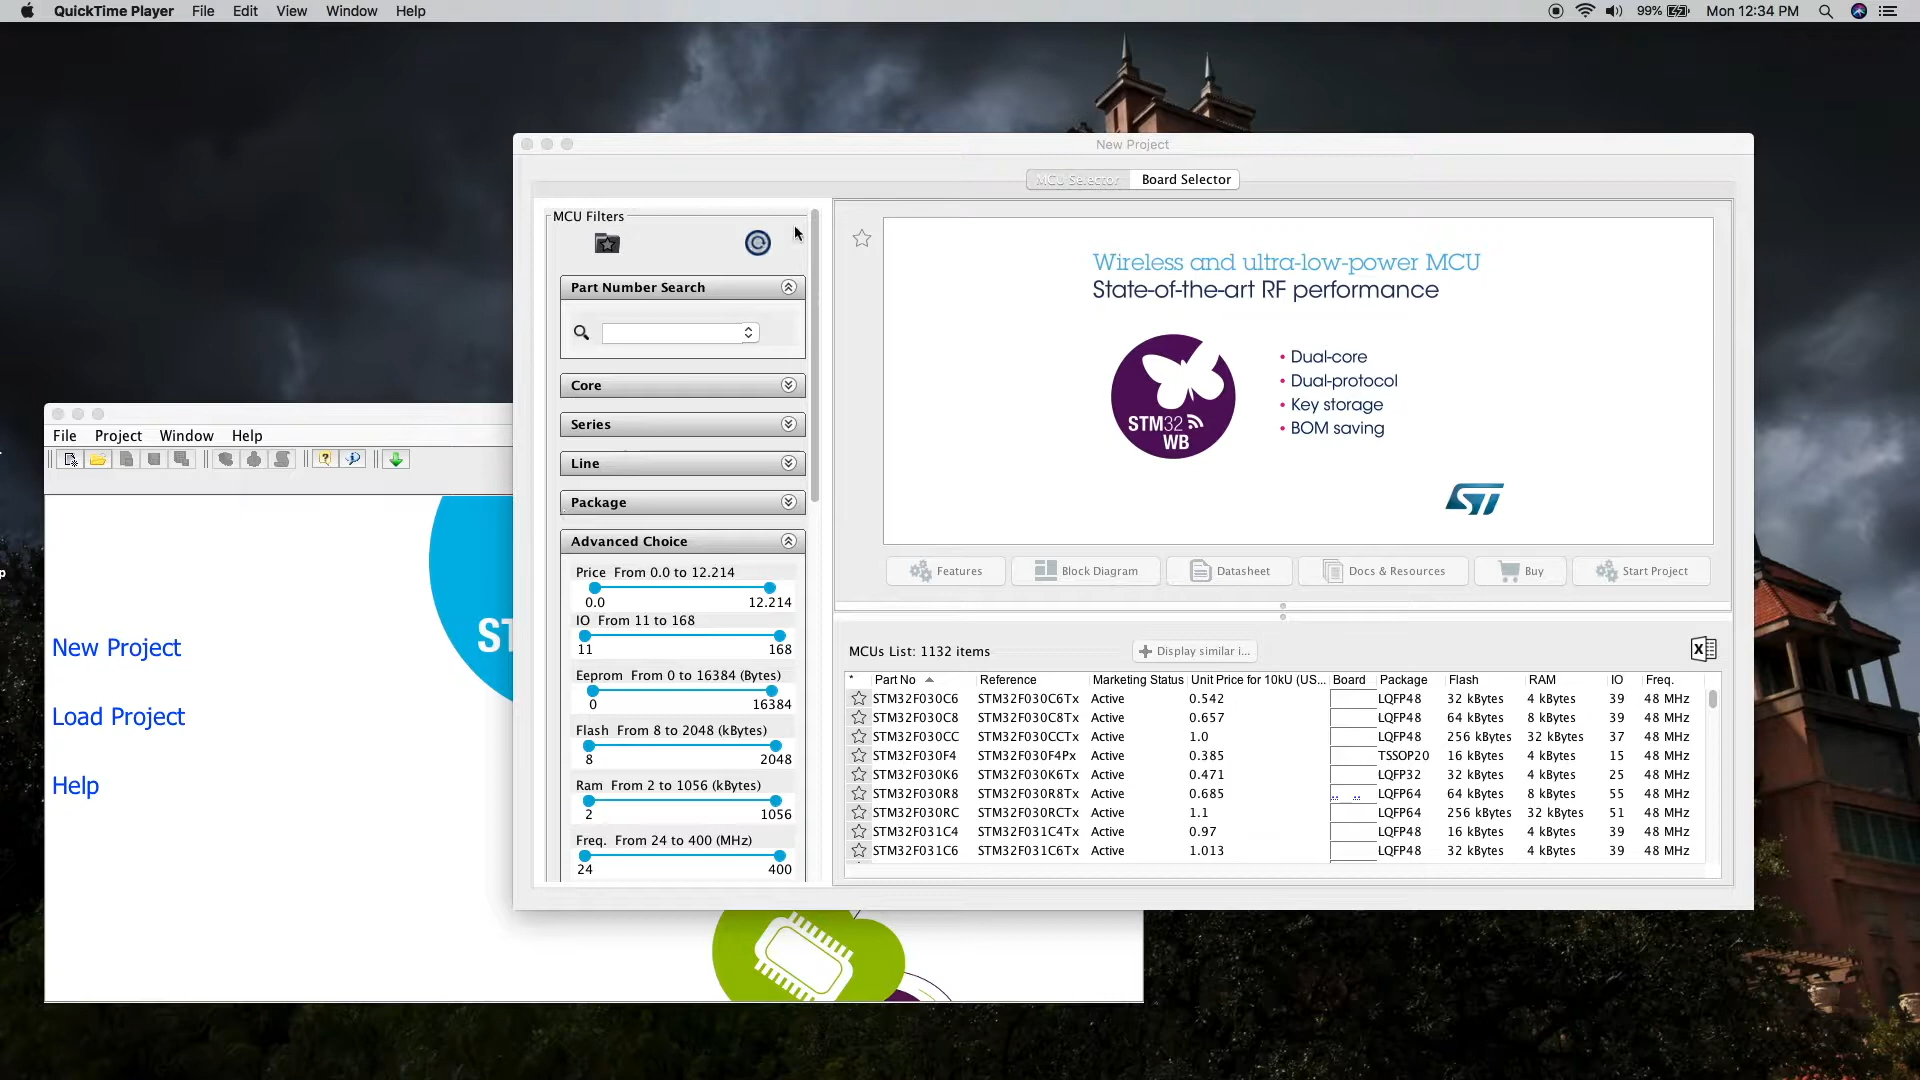 QuickTime Player File Edit View Window Help 99% Mon 12:34 PM
New Project
MCU Selector Board Selector
MCU Filters
Part Number Search
Core
Series
Line
Package
Advanced Choice
Price From 0.0 to 12.214
0.0 12.214
IO From 11 to 168
11 168
Eeprom From 0 to 16384 (Bytes)
0 16384
Flash From 8 to 2048 (kBytes)
8 2048
Ram From 2 to 1056 (kBytes)
2 1056
Freq. From 24 to 400 (MHz)
24 400
Wireless and ultra-low-power MCU
State-of-the-art RF performance
STM32
WB
• Dual-core
• Dual-protocol
• Key storage
• BOM saving
ST
Features Block Diagram Datasheet Docs & Resources Buy Start Project
MCUs List: 1132 items
Display similar i...
* Part No Reference Marketing Status Unit Price for 10kU (US... Board Package Flash RAM IO Freq.
STM32F030C6 STM32F030C6Tx Active 0.542 LQFP48 32 kBytes 4 kBytes 39 48 MHz
STM32F030C8 STM32F030C8Tx Active 0.657 LQFP48 64 kBytes 8 kBytes 39 48 MHz
STM32F030CC STM32F030CCTx Active 1.0 LQFP48 256 kBytes 32 kBytes 37 48 MHz
STM32F030F4 STM32F030F4Px Active 0.385 TSSOP20 16 kBytes 4 kBytes 15 48 MHz
STM32F030K6 STM32F030K6Tx Active 0.471 LQFP32 32 kBytes 4 kBytes 25 48 MHz
STM32F030R8 STM32F030R8Tx Active 0.685 LQFP64 64 kBytes 8 kBytes 55 48 MHz
STM32F030RC STM32F030RCTx Active 1.1 LQFP64 256 kBytes 32 kBytes 51 48 MHz
STM32F031C4 STM32F031C4Tx Active 0.97 LQFP48 16 kBytes 4 kBytes 39 48 MHz
STM32F031C6 STM32F031C6Tx Active 1.013 LQFP48 32 kBytes 4 kBytes 39 48 MHz
File Project Window Help
ST
New Project
Load Project
Help
p